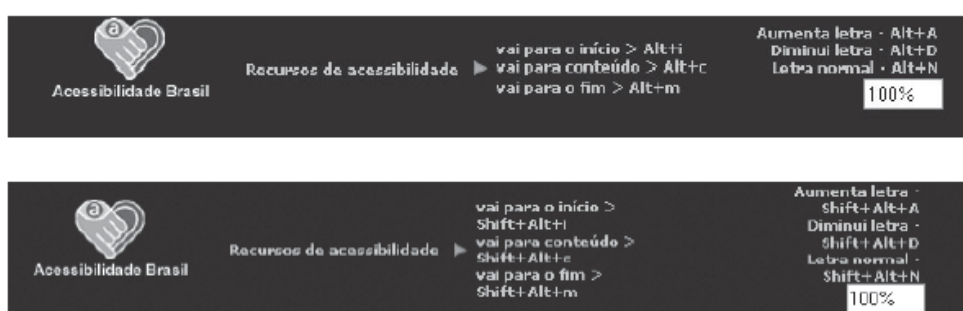 a
Acessibilidade Brasil
Recursos de acessibilidade
vai para o início > Alt+i
vai para conteúdo > Alt+c
vai para o fim > Alt+m
Aumenta letra - Alt+A
Diminui letra - Alt+D
Letra normal - Alt+N
100%
a
Acessibilidade Brasil
Recursos de acessibilidade
vai para o início >
Shift+Alt+i
vai para conteúdo >
Shift+Alt+c
vai para o fim >
Shift+Alt+m
Aumenta letra -
Shift+Alt+A
Diminui letra -
Shift+Alt+D
Letra normal -
Shift+Alt+N
100%